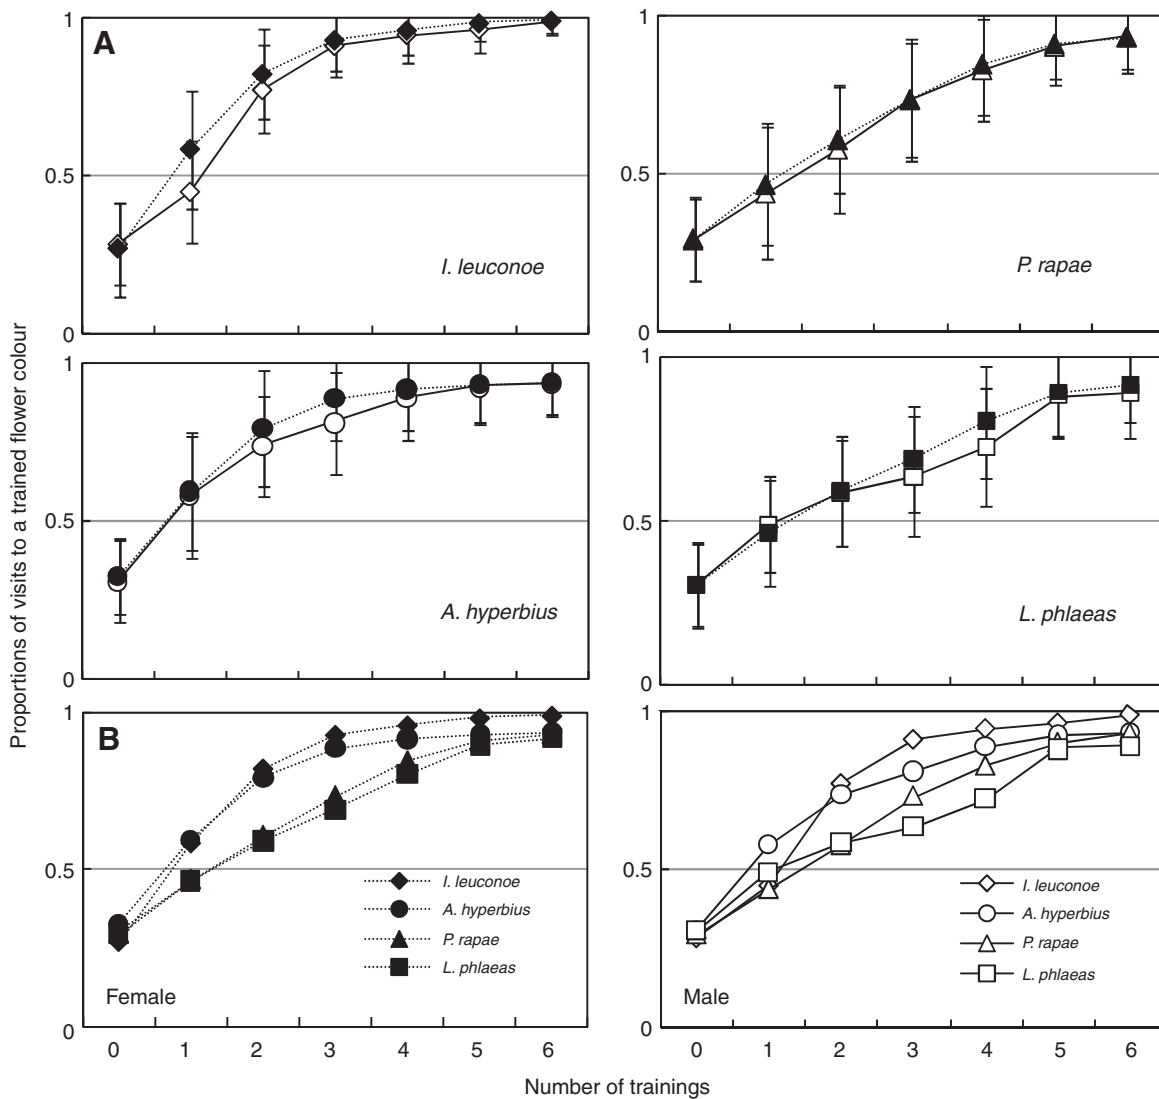 A
1
0.5
0
I. leuconoe
1
0.5
0
P. rapae
1
0.5
0
A. hyperbius
1
0.5
0
L. phlaeas
Proportions of visits to a trained flower colour
B
1
0.5
0
I. leuconoe
A. hyperbius
P. rapae
L. phlaeas
Female
0 1 2 3 4 5 6
1
0.5
0
I. leuconoe
A. hyperbius
P. rapae
L. phlaeas
Male
0 1 2 3 4 5 6
Number of trainings